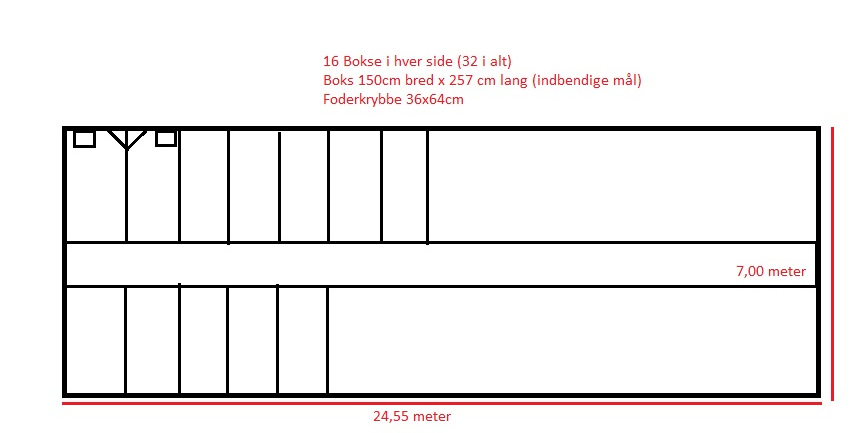 16 Bokse i hver side (32 i alt)
Boks 150cm bred x 257 cm lang (indbendige mål)
Foderkrybbe 36x64cm
7,00 meter
24,55 meter